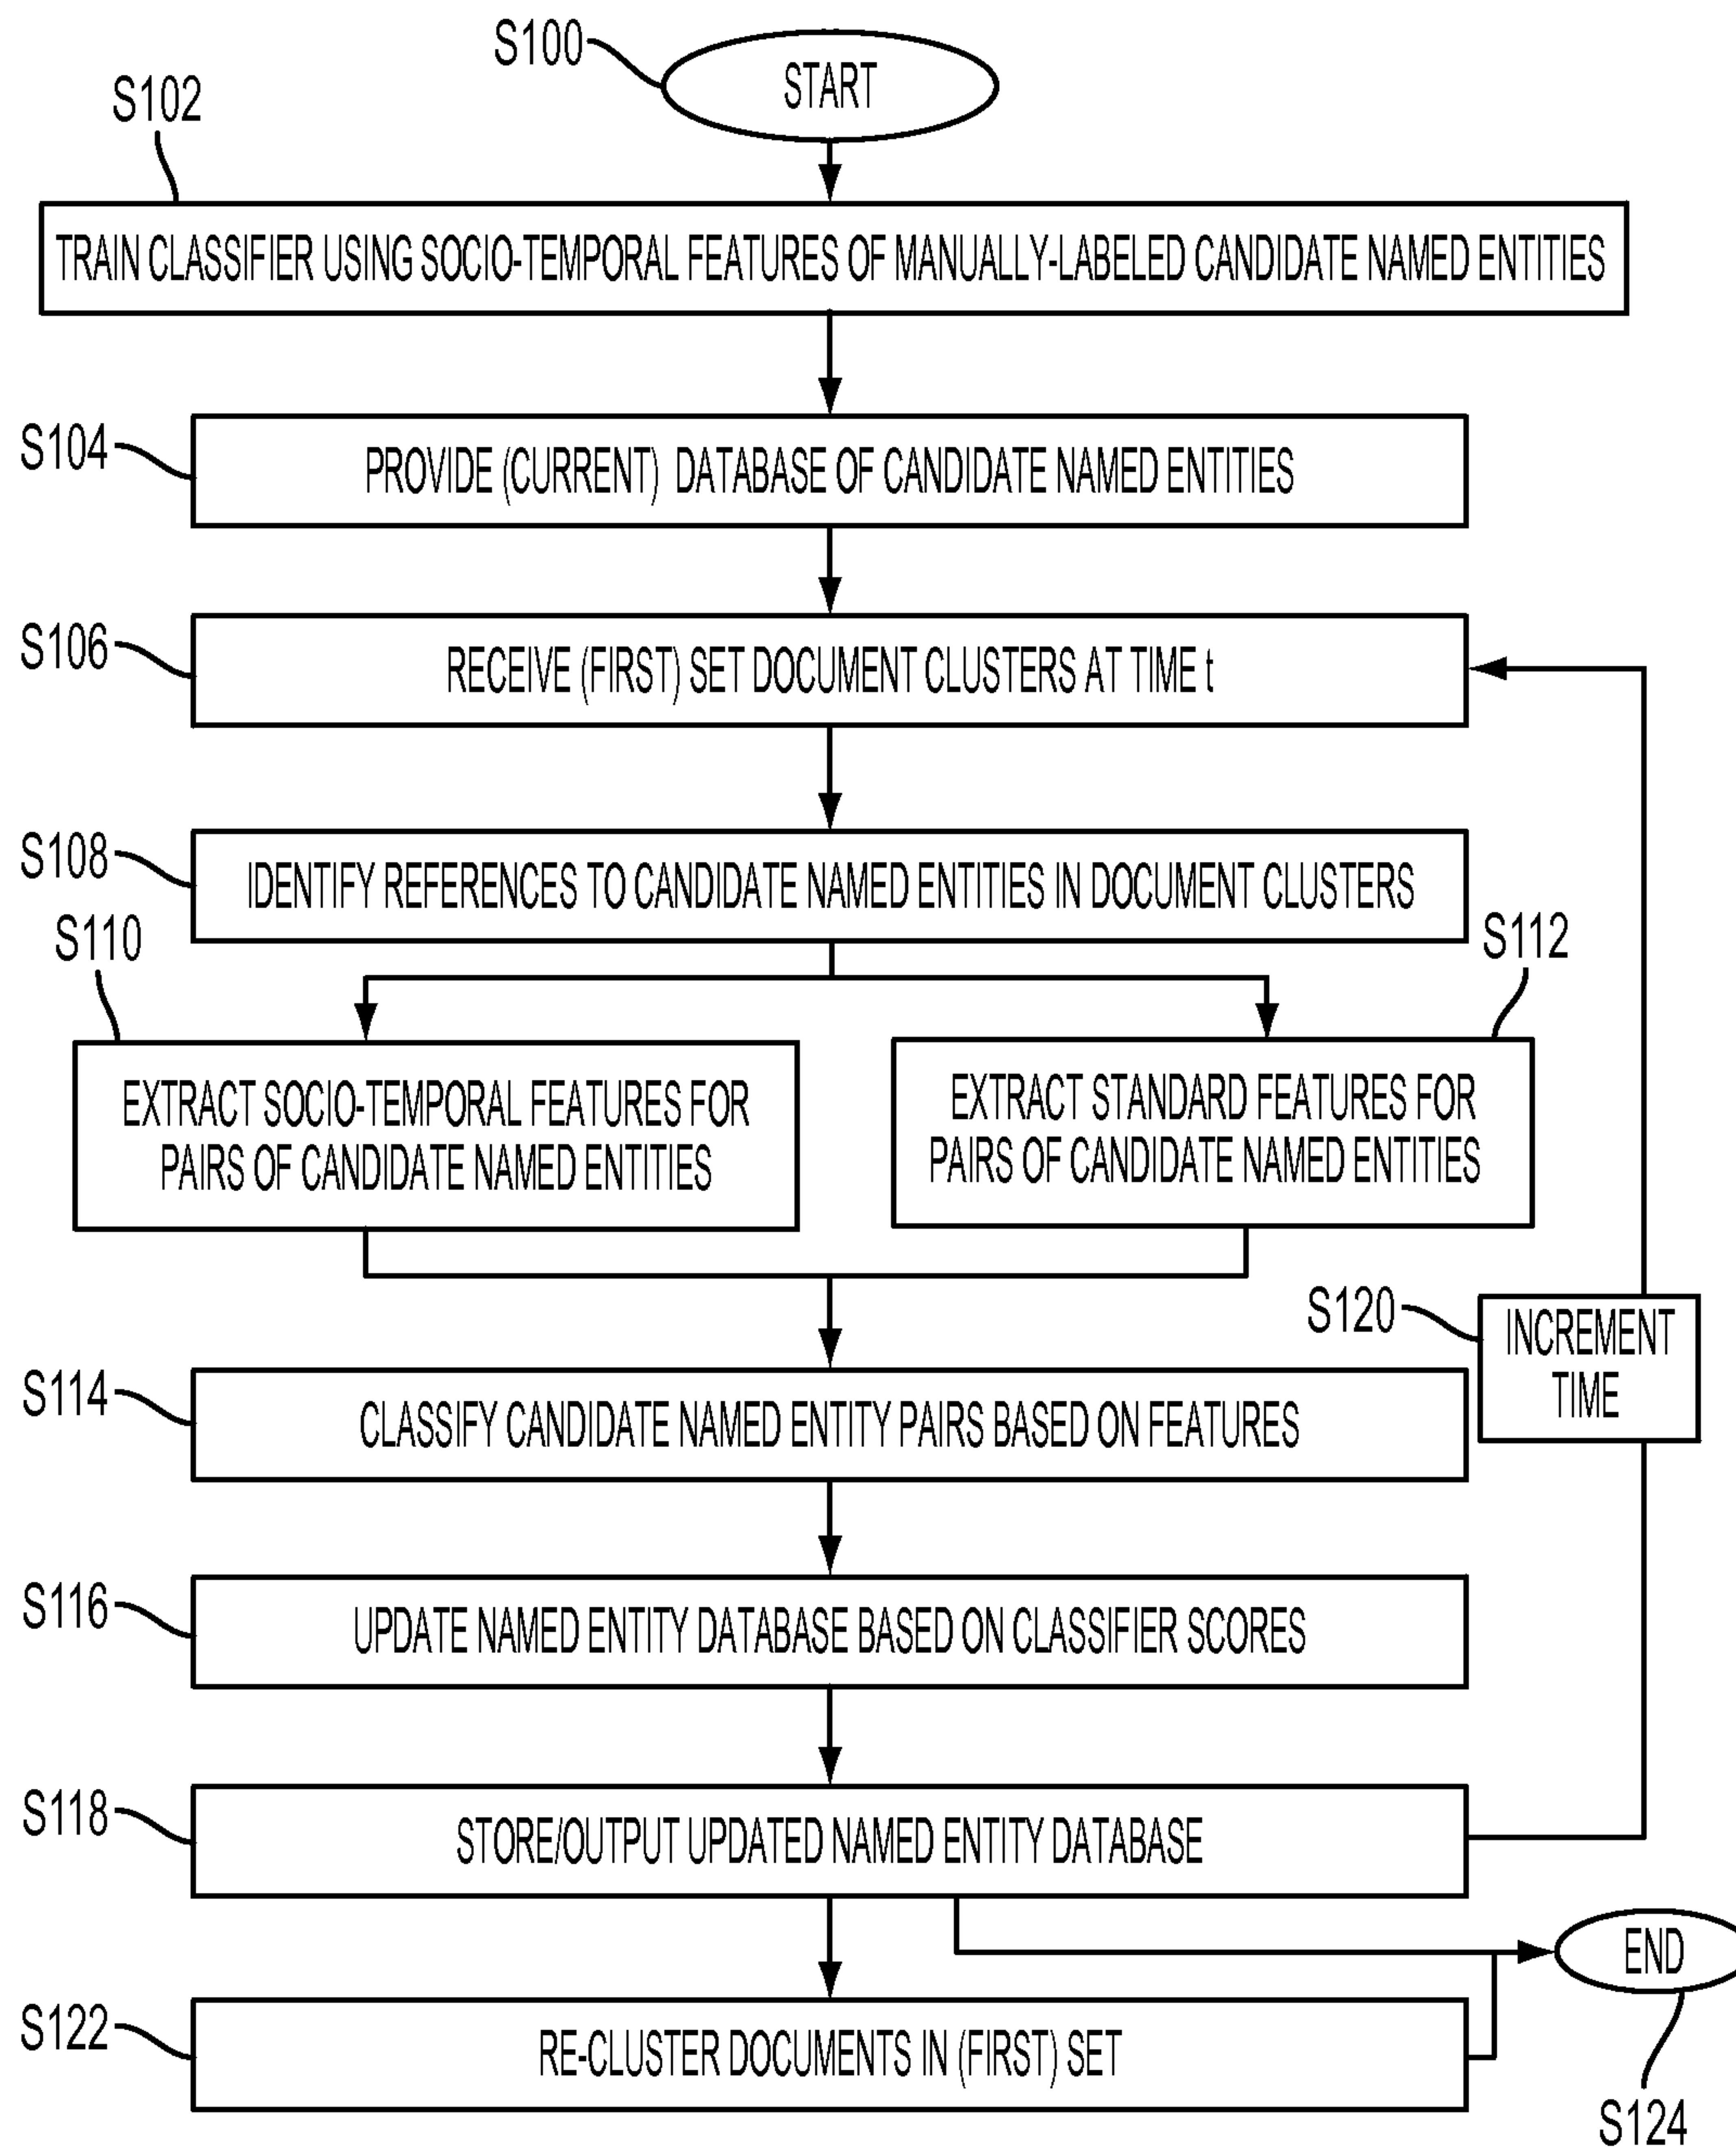 S100
START
S102
TRAIN CLASSIFIER USING SOCIO-TEMPORAL FEATURES OF MANUALLY-LABELED CANDIDATE NAMED ENTITIES
S104
PROVIDE (CURRENT) DATABASE OF CANDIDATE NAMED ENTITIES
S106
RECEIVE (FIRST) SET DOCUMENT CLUSTERS AT TIME t
S108
IDENTIFY REFERENCES TO CANDIDATE NAMED ENTITIES IN DOCUMENT CLUSTERS
S110
EXTRACT SOCIO-TEMPORAL FEATURES FOR
PAIRS OF CANDIDATE NAMED ENTITIES
S112
EXTRACT STANDARD FEATURES FOR
PAIRS OF CANDIDATE NAMED ENTITIES
S120
INCREMENT
TIME
S114
CLASSIFY CANDIDATE NAMED ENTITY PAIRS BASED ON FEATURES
S116
UPDATE NAMED ENTITY DATABASE BASED ON CLASSIFIER SCORES
S118
STORE/OUTPUT UPDATED NAMED ENTITY DATABASE
END
S122
RE-CLUSTER DOCUMENTS IN (FIRST) SET
S124